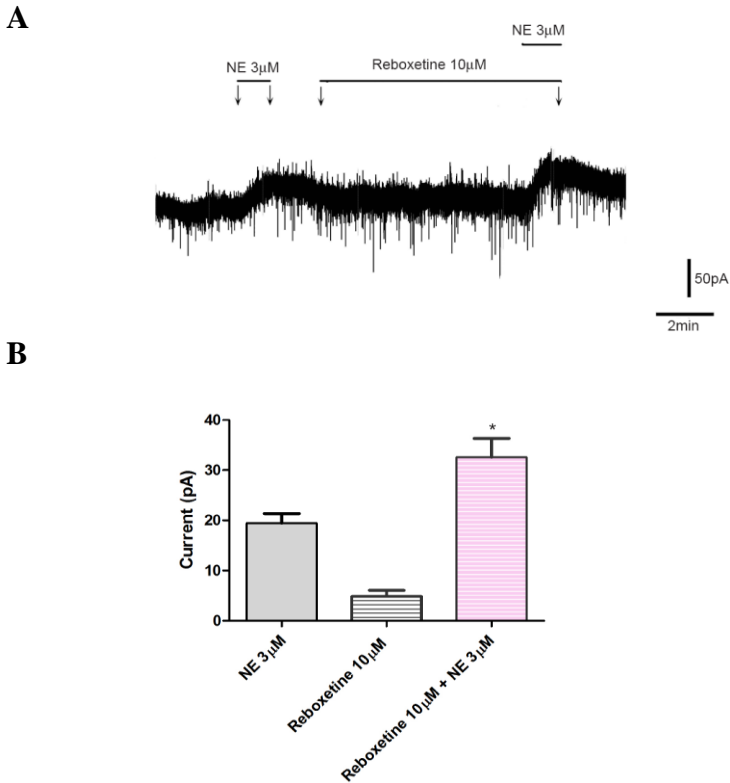 A
NE 3μM
NE 3μM
Reboxetine 10μM
50pA
2min
B
40
30
20
10
0
Current (pA)
*
NE 3μM
Reboxetine 10μM
Reboxetine 10μM + NE 3μM